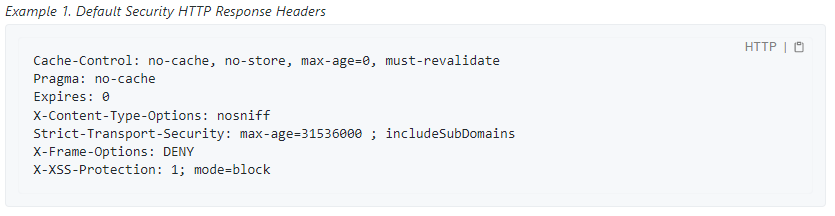 Example 1. Default Security HTTP Response Headers
HTTP |
Cache-Control: no-cache, no-store, max-age=0, must-revalidate
Pragma: no-cache
Expires: 0
X-Content-Type-Options: nosniff
Strict-Transport-Security: max-age=31536000 ; includeSubDomains
X-Frame-Options: DENY
X-XSS-Protection: 1; mode=block